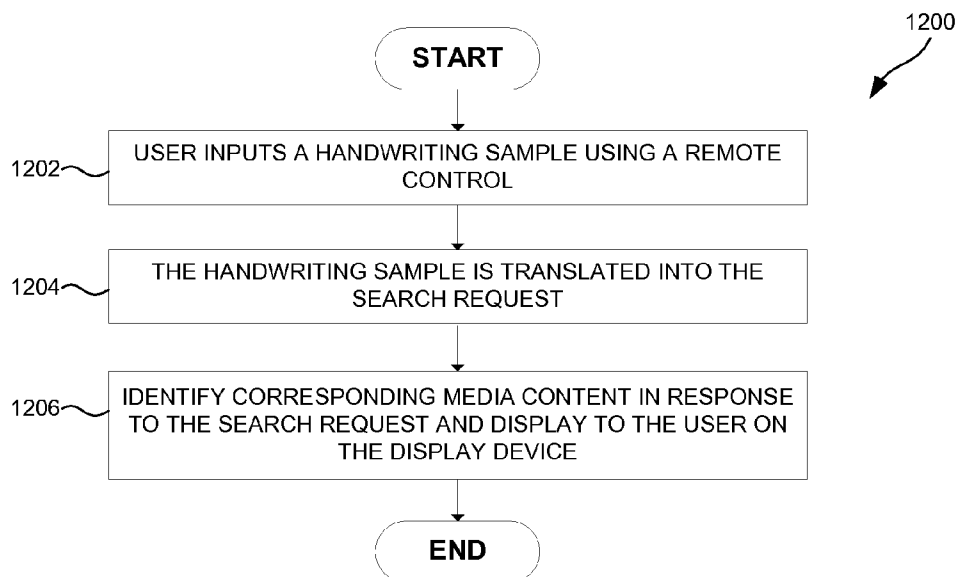 1200
START
1202
USER INPUTS A HANDWRITING SAMPLE USING A REMOTE
CONTROL
1204
THE HANDWRITING SAMPLE IS TRANSLATED INTO THE
SEARCH REQUEST
1206
IDENTIFY CORRESPONDING MEDIA CONTENT IN RESPONSE
TO THE SEARCH REQUEST AND DISPLAY TO THE USER ON
THE DISPLAY DEVICE
END